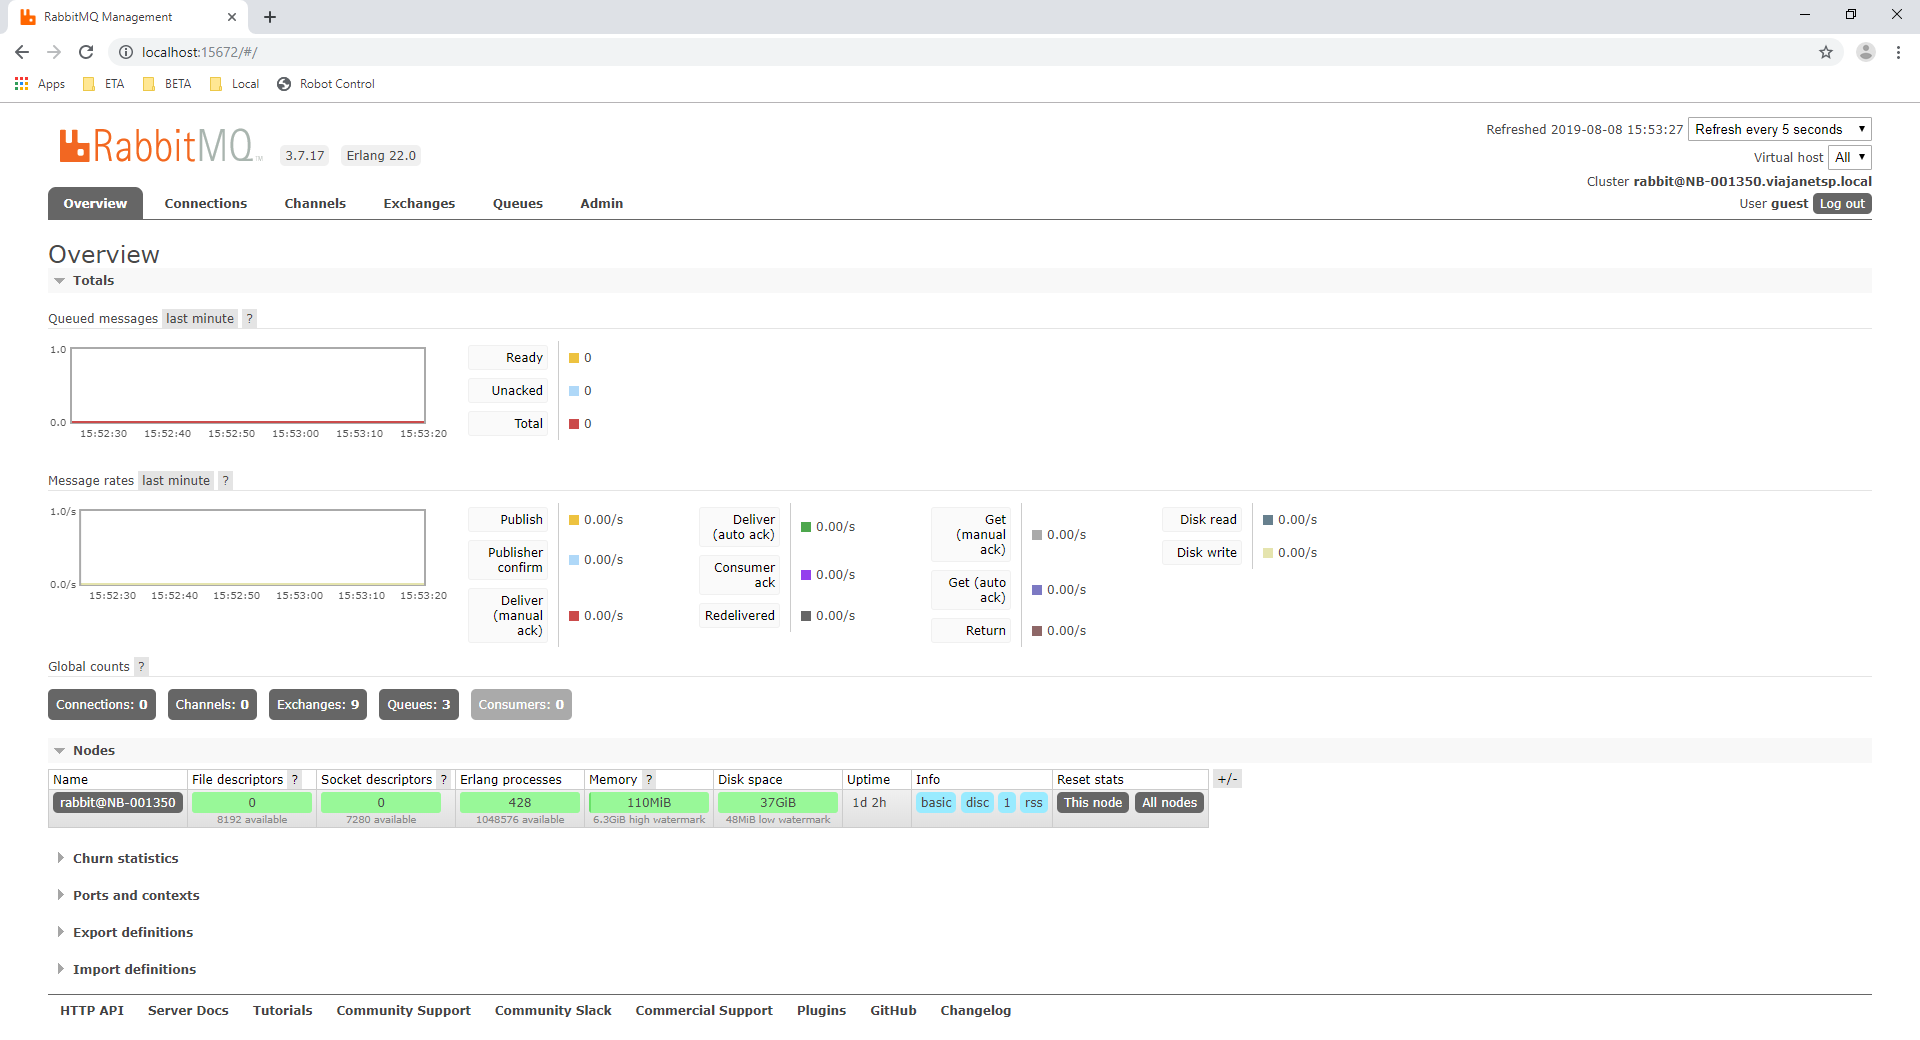 RabbitMQ Management
localhost:15672/#/
Apps ETA BETA Local Robot Control
RabbitMQ TM 3.7.17 Erlang 22.0
Refreshed 2019-08-08 15:53:27 Refresh every 5 seconds
Virtual host All
Cluster rabbit@NB-001350.viajanetsp.local
User guest Log out
Overview Connections Channels Exchanges Queues Admin
Overview
Totals
Queued messages last minute ?
1.0
0.0
15:52:30 15:52:40 15:52:50 15:53:00 15:53:10 15:53:20
Ready 0
Unacked 0
Total 0
Message rates last minute ?
1.0/s
0.0/s
15:52:30 15:52:40 15:52:50 15:53:00 15:53:10 15:53:20
Publish 0.00/s
Publisher
confirm 0.00/s
Deliver
(manual
ack) 0.00/s
Deliver
(auto ack) 0.00/s
Consumer
ack 0.00/s
Redelivered 0.00/s
Get
(manual
ack) 0.00/s
Get (auto
ack) 0.00/s
Return 0.00/s
Disk read 0.00/s
Disk write 0.00/s
Global counts ?
Connections: 0 Channels: 0 Exchanges: 9 Queues: 3 Consumers: 0
Nodes
Name File descriptors ? Socket descriptors ? Erlang processes Memory ? Disk space Uptime Info Reset stats +/-
rabbit@NB-001350 0 0 428 110MiB 37GiB 1d 2h basic disc 1 rss This node All nodes
8192 available 7280 available 1048576 available 6.3GiB high watermark 48MiB low watermark
Churn statistics
Ports and contexts
Export definitions
Import definitions
HTTP API Server Docs Tutorials Community Support Community Slack Commercial Support Plugins GitHub Changelog